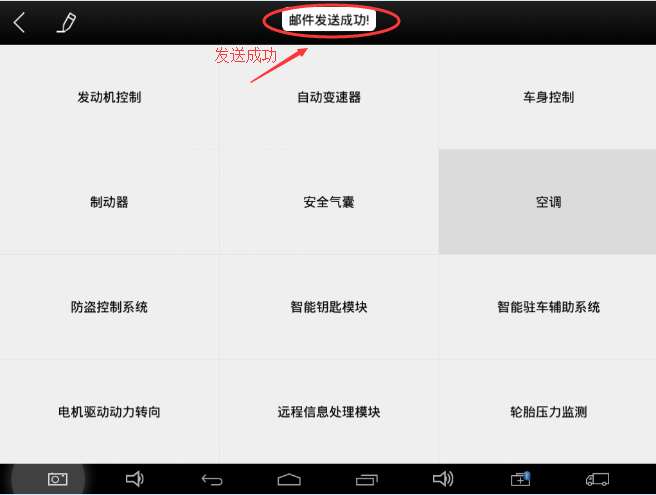 邮件发送成功!
发送成功
发动机控制
自动变速器
车身控制
制动器
安全气囊
空调
防盗控制系统
智能钥匙模块
智能驻车辅助系统
电机驱动动力转向
远程信息处理模块
轮胎压力监测